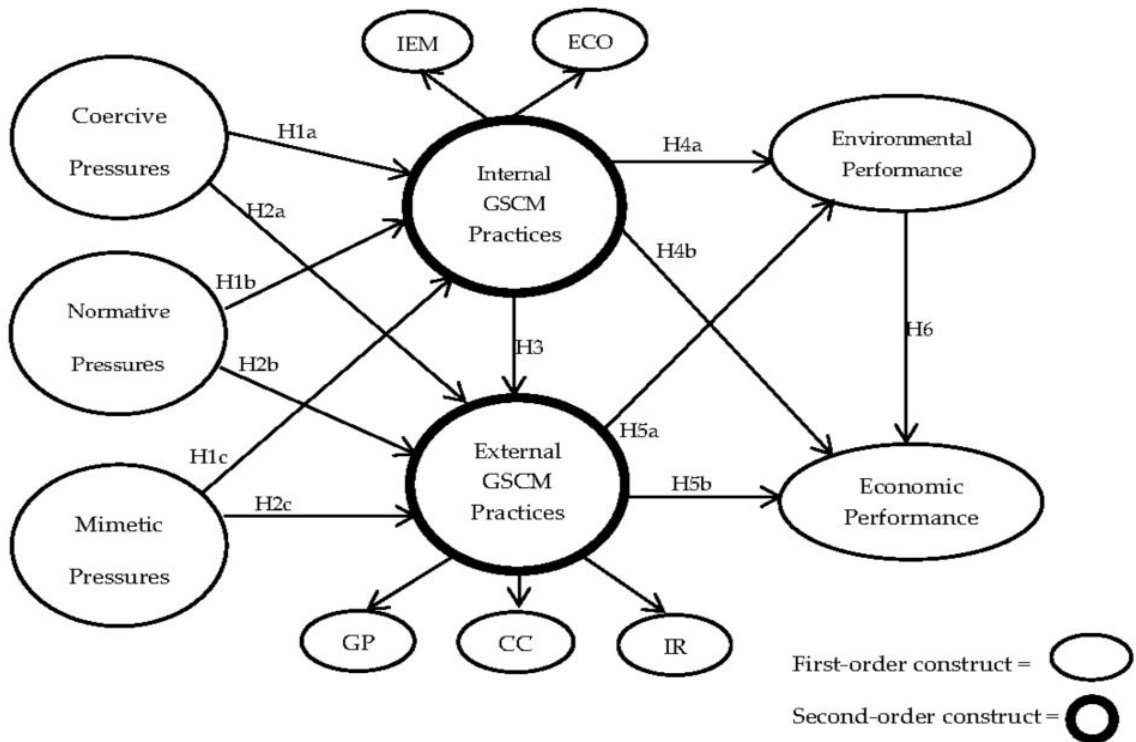 IEM
ECO
Coercive
Pressures
H1a
Internal
GSCM
Practices
H4a
Environmental
Performance
H2a
H1b
H4b
Normative
Pressures
H2b
H3
H6
H1c
External
GSCM
Practices
H5a
H5b
Economic
Performance
H2c
Mimetic
Pressures
GP
CC
IR
First-order construct =
Second-order construct =